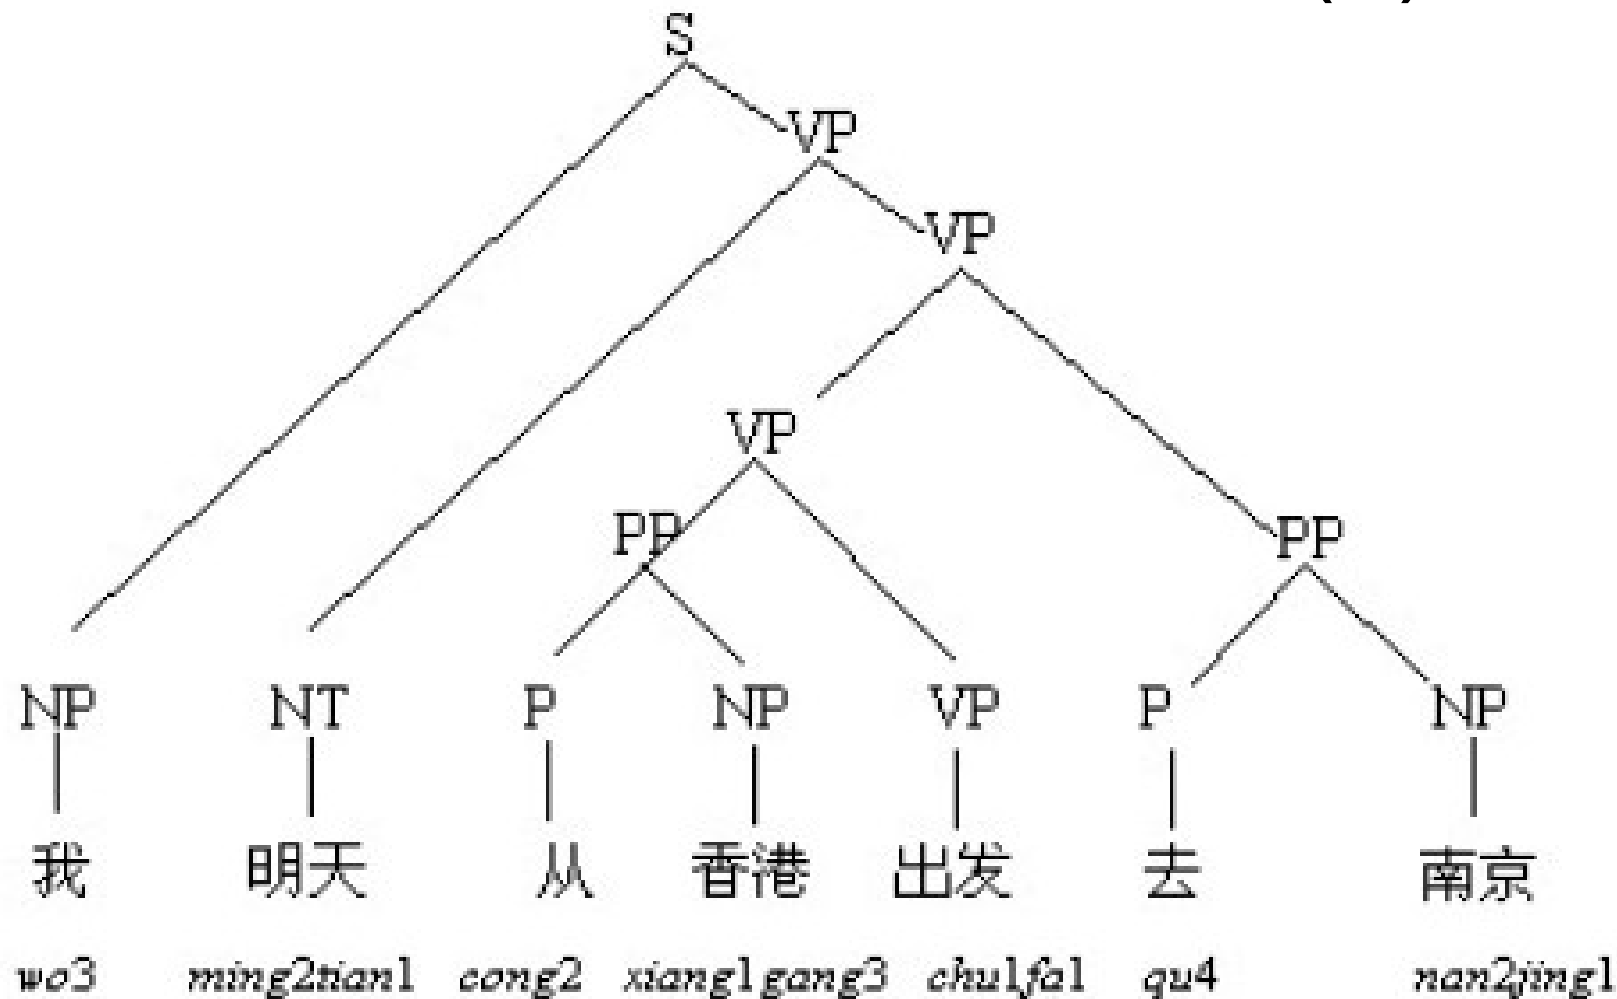 S
VP
VP
VP
PP PP
NP NT P NP VP P NP
我 明天 从 香港 出发 去 南京
wo3 ming2tian1 cong2 xiang1gang3 chu1fa1 qu4 nan2jing1